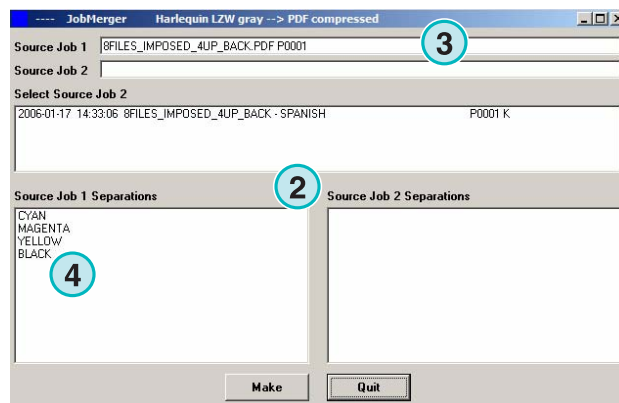 ---- JobMerger Harlequin LZW gray --> PDF compressed
Source Job 1 8FILES_IMPOSED_4UP_BACK.PDF P0001
3
Source Job 2
Select Source Job 2
2006-01-17 14:33:06 8FILES_IMPOSED_4UP_BACK - SPANISH P0001 K
2
Source Job 1 Separations Source Job 2 Separations
CYAN
MAGENTA
YELLOW
BLACK
4
Make Quit